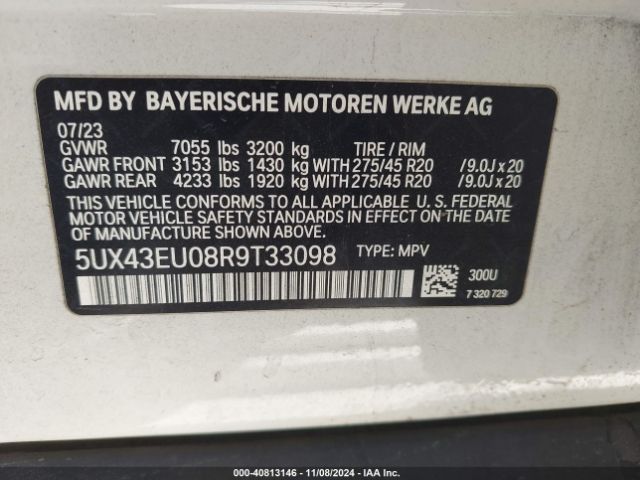 MFD BY BAYERISCHE MOTOREN WERKE AG
07/23
GVWR 7055 lbs 3200 kg TIRE / RIM
GAWR FRONT 3153 lbs 1430 kg WITH 275/45 R20 /9.0J x 20
GAWR REAR 4233 lbs 1920 kg WITH 275/45 R20 /9.0J x 20
THIS VEHICLE CONFORMS TO ALL APPLICABLE U. S. FEDERAL
MOTOR VEHICLE SAFETY STANDARDS IN EFFECT ON THE DATE
OF MANUFACTURE SHOWN ABOVE.
5UX43EU08R9T33098 TYPE: MPV
300U
7 320 729
© - 40813146 - 11/08/2024 - IAA Inc.